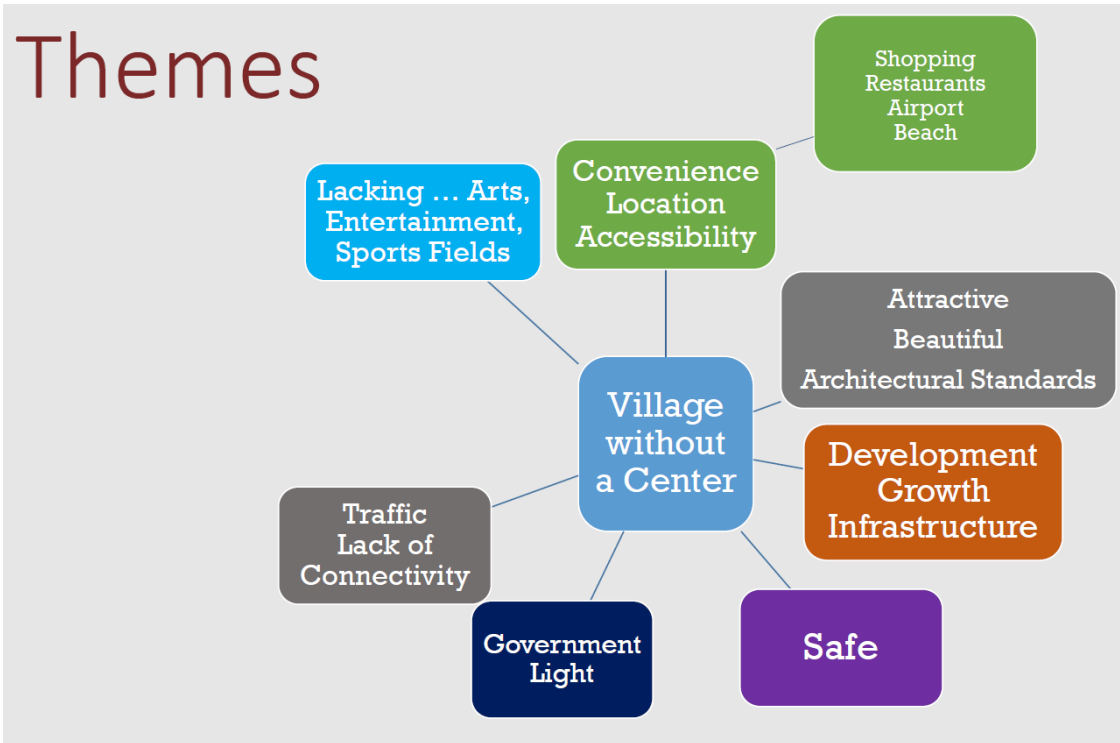 Themes
Shopping
Restaurants
Airport
Beach
Convenience
Location
Accessibility
Lacking … Arts,
Entertainment,
Sports Fields
Attractive
Beautiful
Architectural Standards
Village
without
a Center
Development
Growth
Infrastructure
Traffic
Lack of
Connectivity
Government
Light
Safe